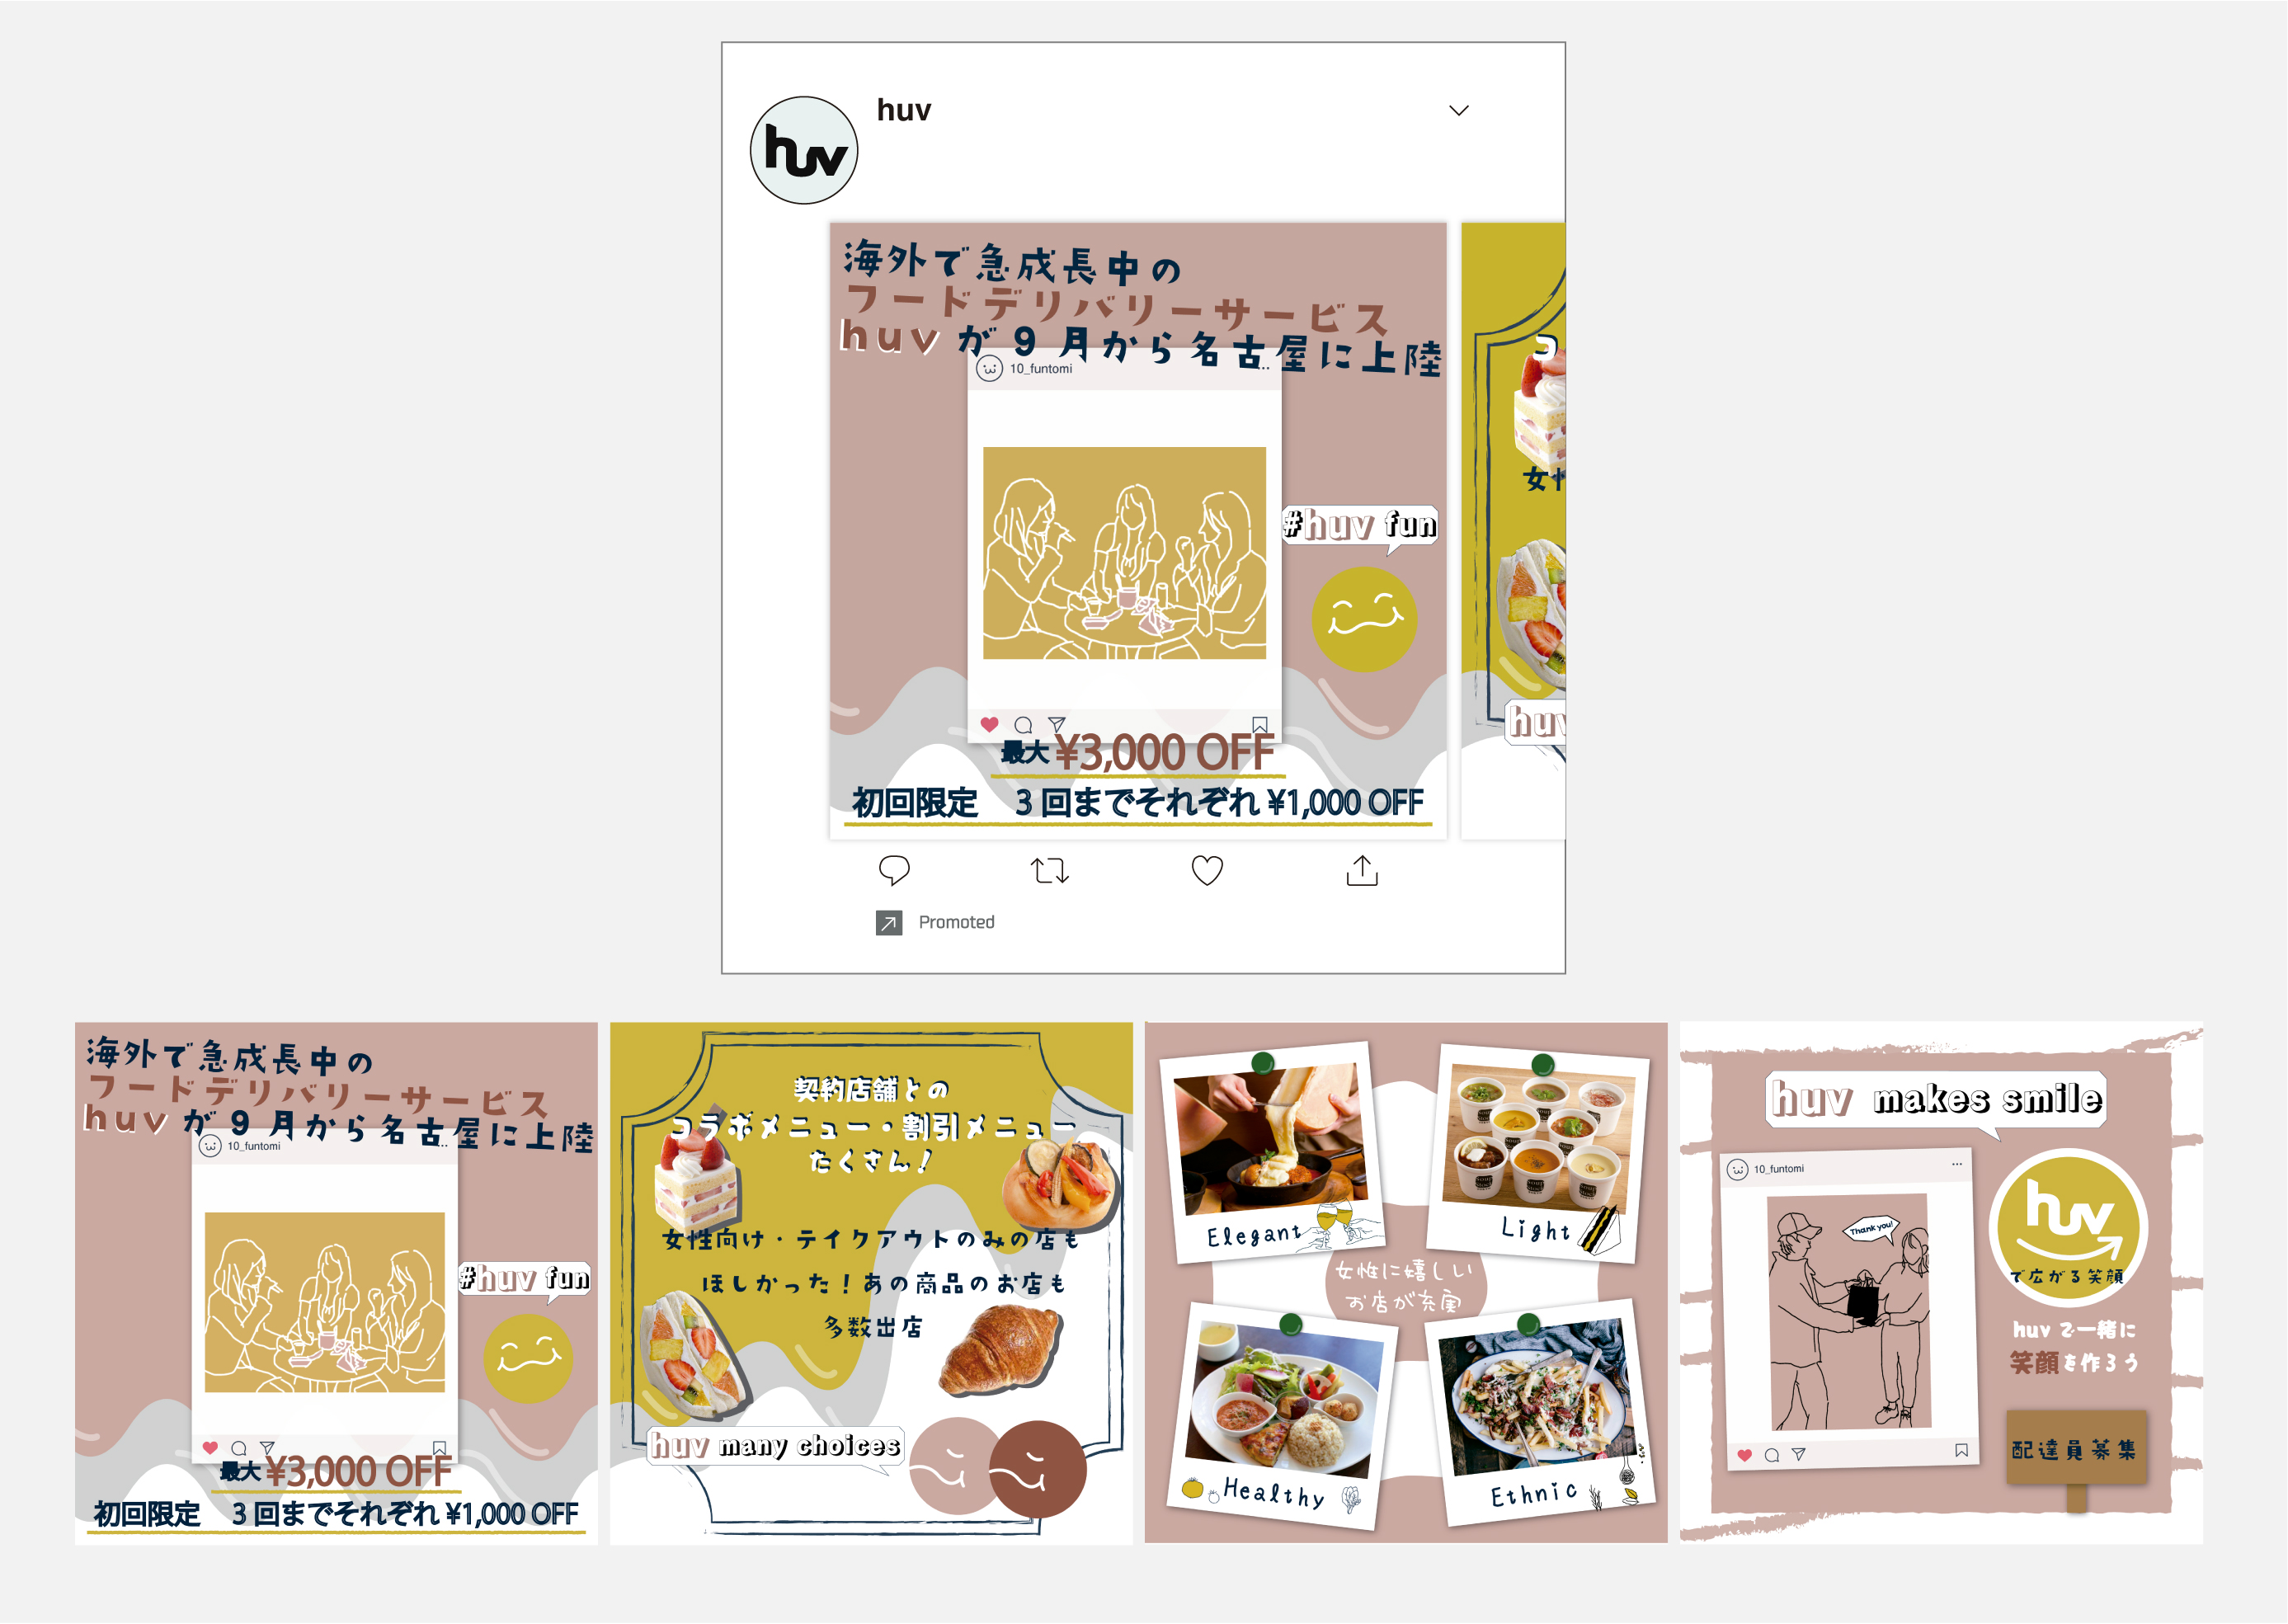 huv
huv
海外で急成長中の
フードデリバリーサービス
huv が 9 月から名古屋に上陸
10_funtomi
#huv fun
最大 ¥3,000 OFF
初回限定　3 回までそれぞれ ¥1,000 OFF
コ
女性
huv
Promoted
海外で急成長中の
フードデリバリーサービス
huv が 9 月から名古屋に上陸
10_funtomi
#huv fun
最大 ¥3,000 OFF
初回限定　3 回までそれぞれ ¥1,000 OFF
契約店舗との
コラボメニュー・割引メニュー
たくさん！
女性向け・テイクアウトのみの店も
ほしかった！あの商品のお店も
多数出店
huv many choices
Elegant
Light
女性に嬉しい
お店が充実
Healthy
Ethnic
huv makes smile
10_funtomi
Thank you!
huv
で広がる笑顔
huv で一緒に
笑顔を作ろう
配達員募集